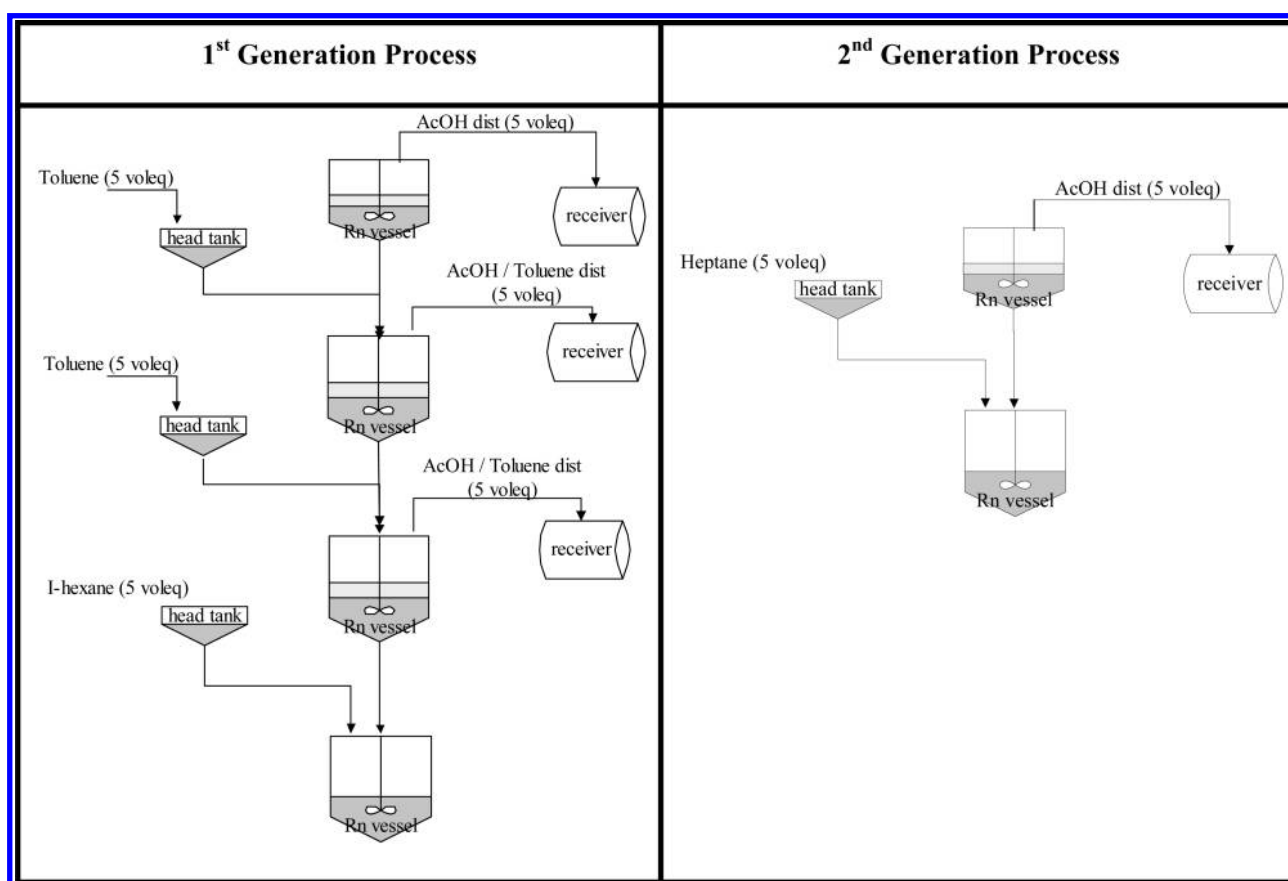 1st Generation Process
2nd Generation Process
AcOH dist (5 voleq)
Toluene (5 voleq)
head tank
Rn vessel
receiver
AcOH / Toluene dist
(5 voleq)
Toluene (5 voleq)
head tank
Rn vessel
receiver
AcOH / Toluene dist
(5 voleq)
I-hexane (5 voleq)
head tank
Rn vessel
receiver
Rn vessel
AcOH dist (5 voleq)
Heptane (5 voleq)
head tank
Rn vessel
receiver
Rn vessel